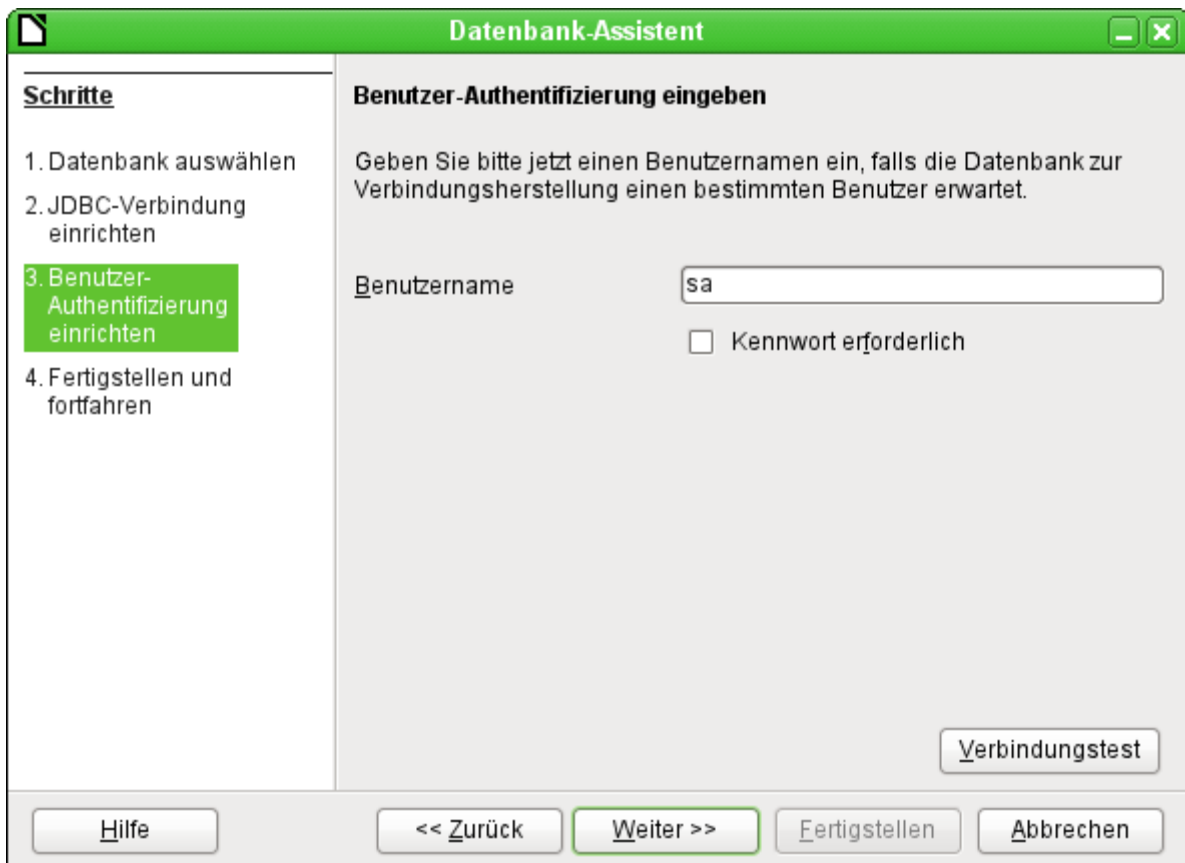 Datenbank-Assistent
Schritte
1. Datenbank auswählen
2. JDBC-Verbindung
einrichten
3. Benutzer-
Authentifizierung
einrichten
4. Fertigstellen und
fortfahren
Benutzer-Authentifizierung eingeben
Geben Sie bitte jetzt einen Benutzernamen ein, falls die Datenbank zur
Verbindungsherstellung einen bestimmten Benutzer erwartet.
Benutzername
sa
Kennwort erforderlich
Verbindungstest
Hilfe
<< Zurück
Weiter >>
Fertigstellen
Abbrechen